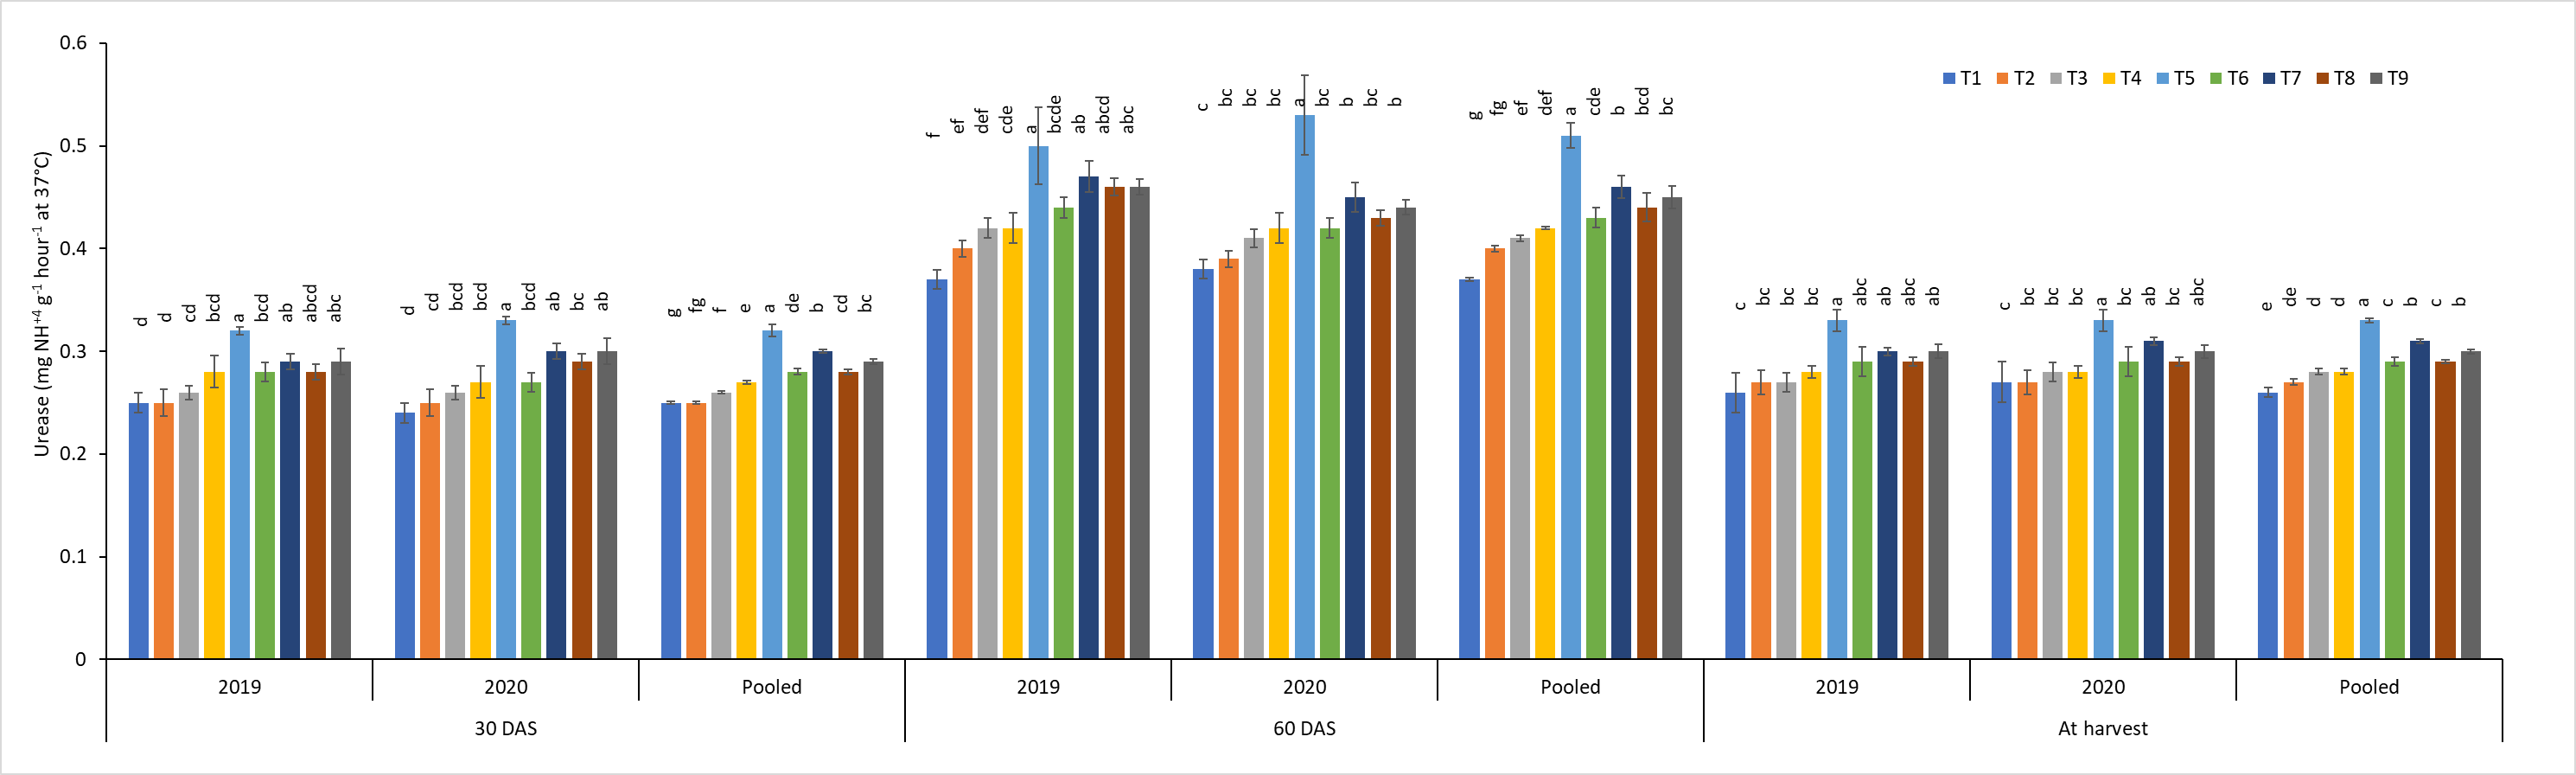 Urease (mg NH+4 g-1 hour-1 at 37°C)
0.6
0.5
0.4
0.3
0.2
0.1
0
T1 T2 T3 T4 T5 T6 T7 T8 T9
d d cd bcd a bcd ab abcd abc
d cd bcd bcd a bcd ab bc ab
g fg f e a de b cd bc
f ef def cde a bcde ab abcd abc
c bc bc bc a bc b bc b
g fg ef def a cde b bcd bc
c bc bc bc a abc ab abc ab
c bc bc bc a bc ab bc abc
e de d d a c b c b
2019 2020 Pooled 2019 2020 Pooled 2019 2020 Pooled
30 DAS 60 DAS At harvest